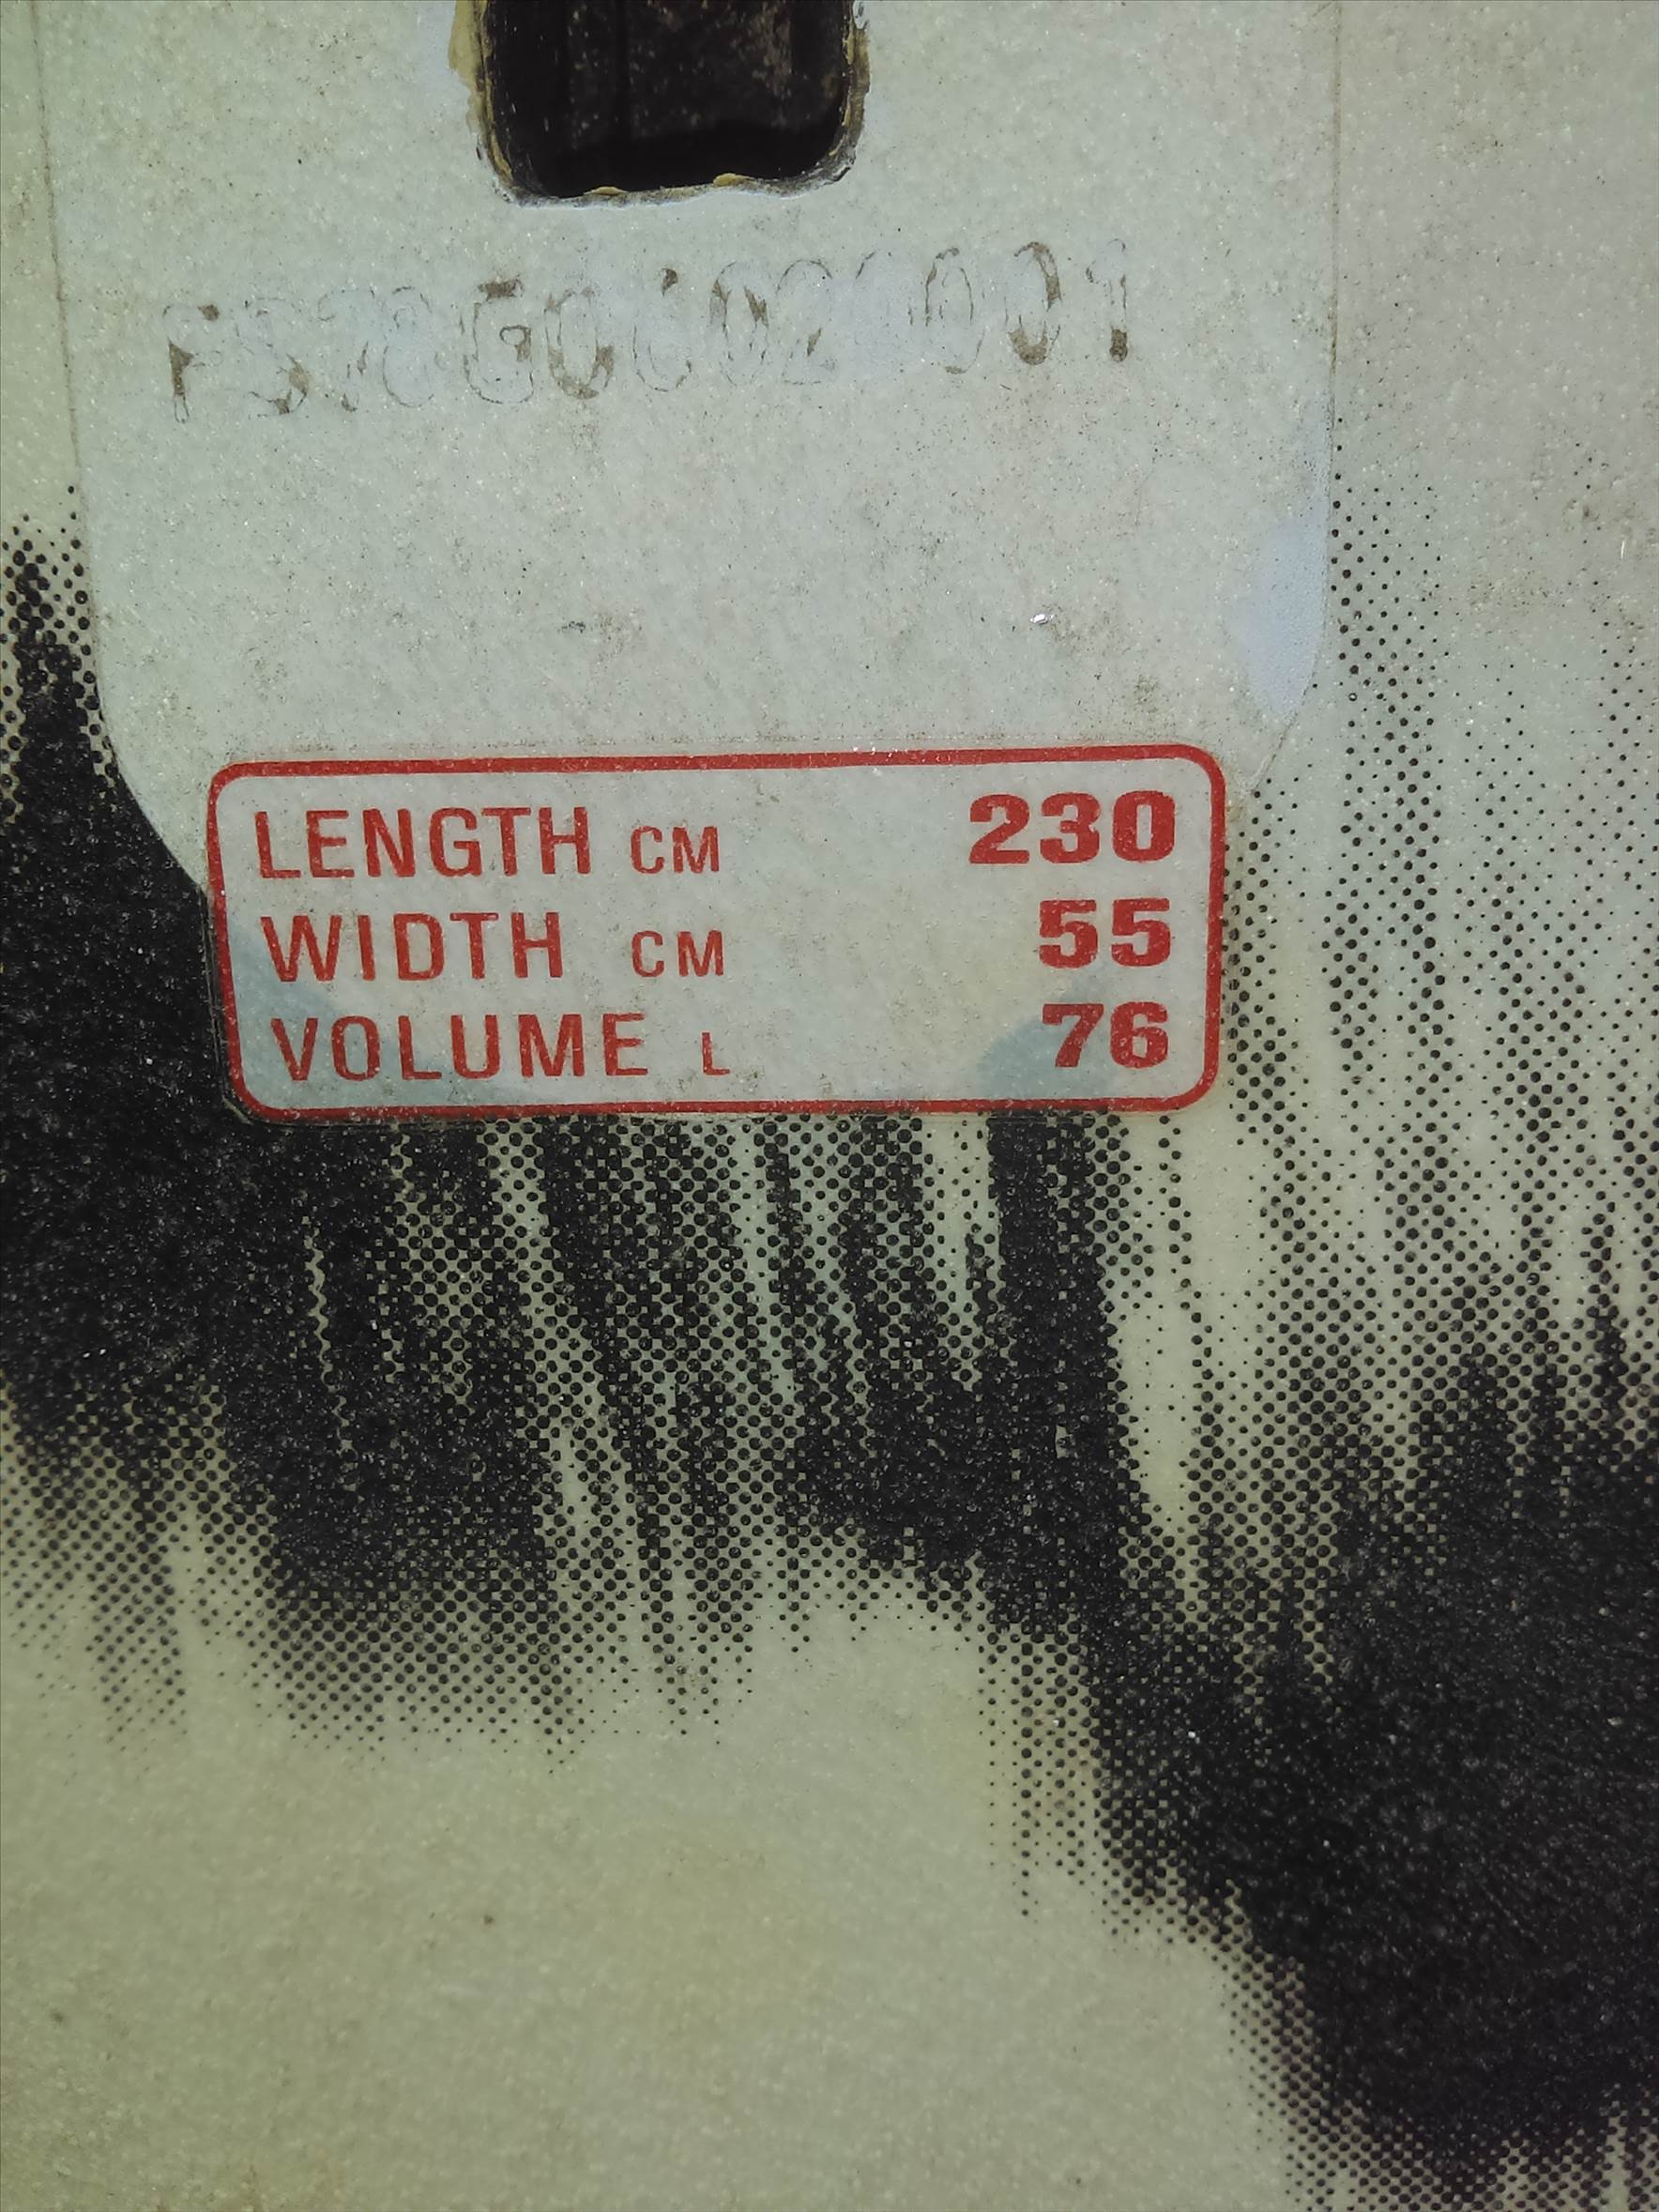 LENGTH CM 230
WIDTH CM 55
VOLUME L 76